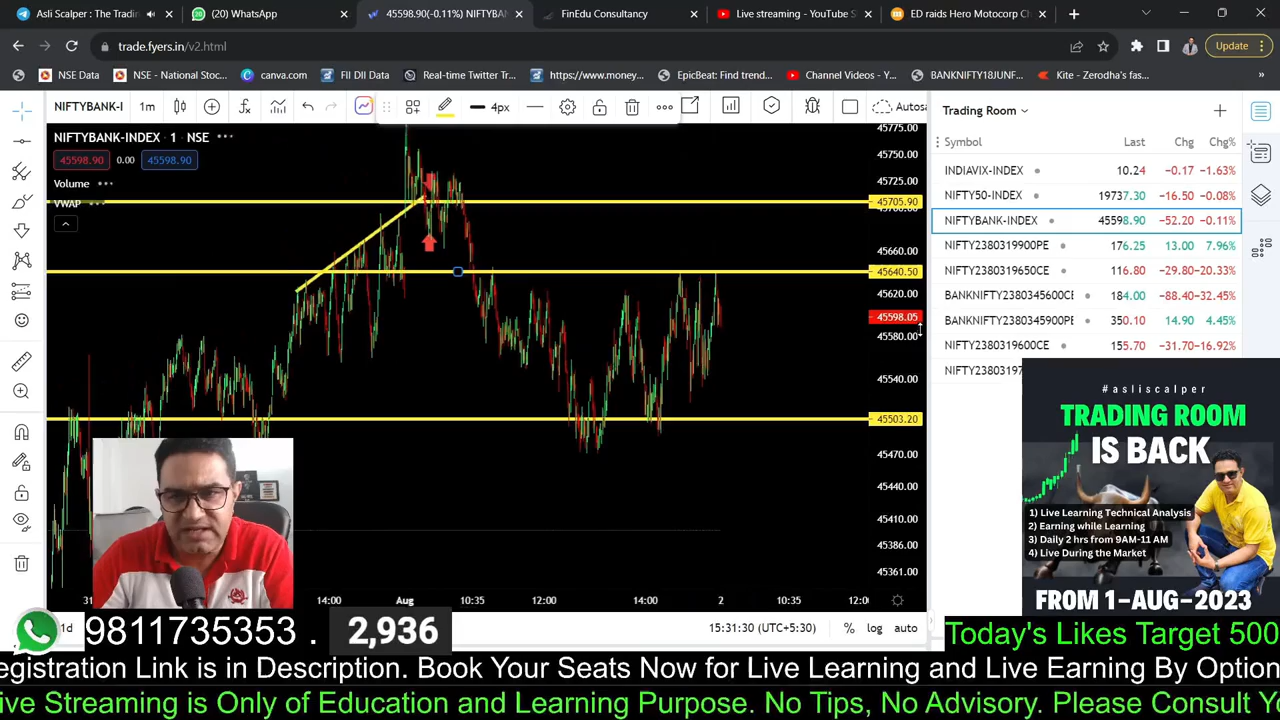 Asli Scalper: The Tradin
(20) WhatsApp
45598.90(-0.11%) NIFTYBA
FinEdu Consultancy
Live streaming - YouTube S
ED raids Hero Motocorp Ch
trade.fyers.in/v2.html
Update
NSE Data
NSE - National Stoc...
canva.com
FII DII Data
Real-time Twitter Tr...
https://www.money...
EpicBeat: Find trend...
Channel Videos - Y...
BANKNIFTY18JUNF...
Kite - Zerodha's fas...
NIFTYBANK-I
1m
4px
Autosa
Trading Room
NIFTYBANK-INDEX · 1 · NSE
45598.90
0.00
45598.90
Volume
VWAP
45775.00
45750.00
45725.00
45705.90
45660.00
45640.50
45620.00
45598.05
45580.00
45540.00
45503.20
45470.00
45440.00
45410.00
45386.00
45361.00
Symbol Last Chg Chg%
INDIAVIX-INDEX 10.24 −0.17 −1.63%
NIFTY50-INDEX 19737.30 −16.50 −0.08%
NIFTYBANK-INDEX 45598.90 −52.20 −0.11%
NIFTY2380319900PE 176.25 13.00 7.96%
NIFTY2380319650CE 116.80 −29.80 −20.33%
BANKNIFTY2380345600CE 184.00 −88.40 −32.45%
BANKNIFTY2380345900PE 350.10 14.90 4.45%
NIFTY2380319600CE 155.70 −31.70 −16.92%
NIFTY23803197
14:00
Aug
10:35
12:00
14:00
2
10:35
12:0
1d
15:31:30 (UTC+5:30)
%
log
auto
#asliscalper
TRADING ROOM
IS BACK
1) Live Learning Technical Analysis
2) Earning while Learning
3) Daily 2 hrs from 9AM-11 AM
4) Live During the Market
FROM 1-AUG-2023
9811735353 .
2,936
Today's Likes Target 500
egistration Link is in Description. Book Your Seats Now for Live Learning and Live Earning By Option
ive Streaming is Only of Education and Learning Purpose. No Tips, No Advisory. Please Consult Y